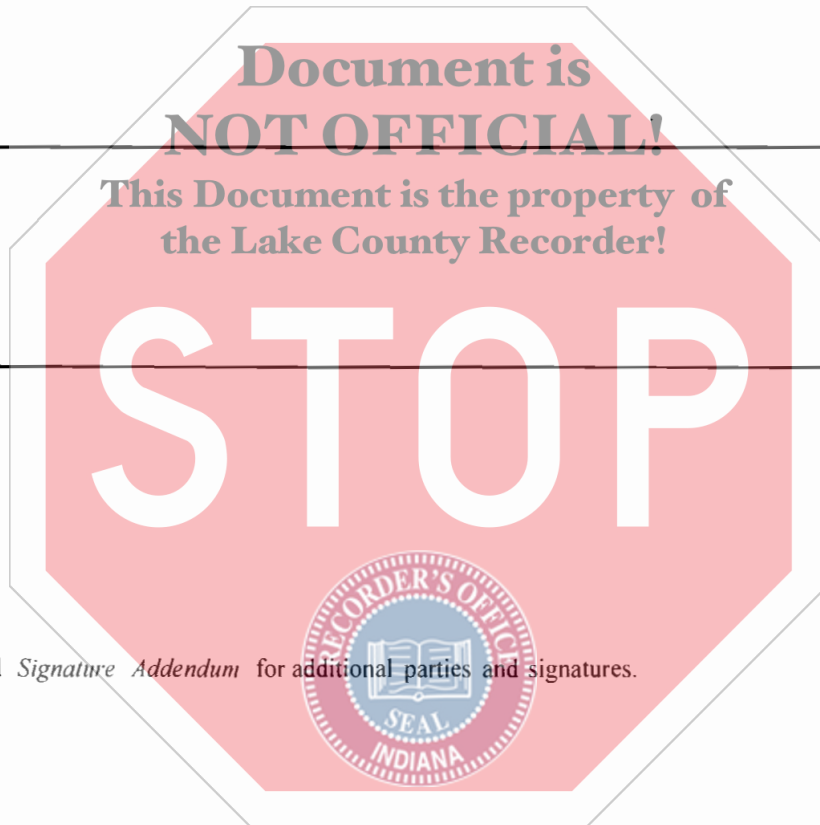 Document is
NOT OFFICIAL!
This Document is the property of
the Lake County Recorder!
STOP
Signature Addendum for additional parties and signatures.
RECORDER'S OFFICE
SEAL
INDIANA